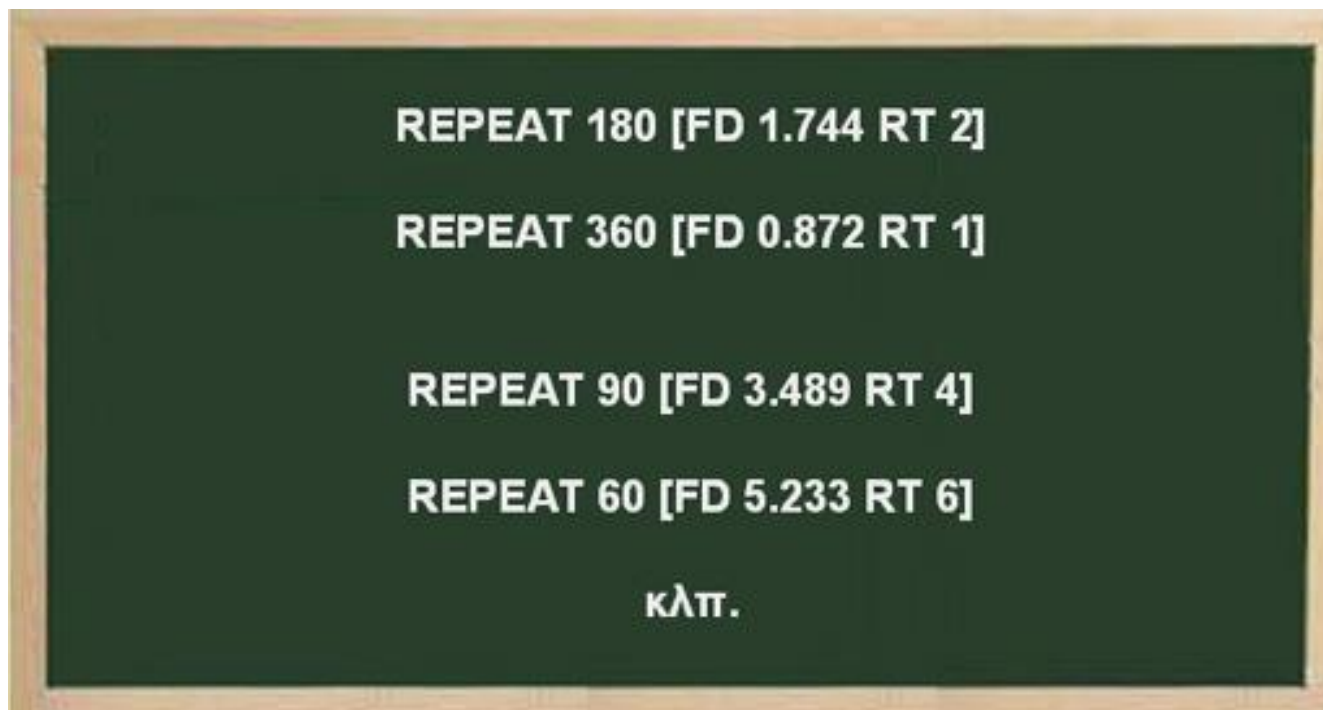 REPEAT 180 [FD 1.744 RT 2]
REPEAT 360 [FD 0.872 RT 1]
REPEAT 90 [FD 3.489 RT 4]
REPEAT 60 [FD 5.233 RT 6]
κλπ.